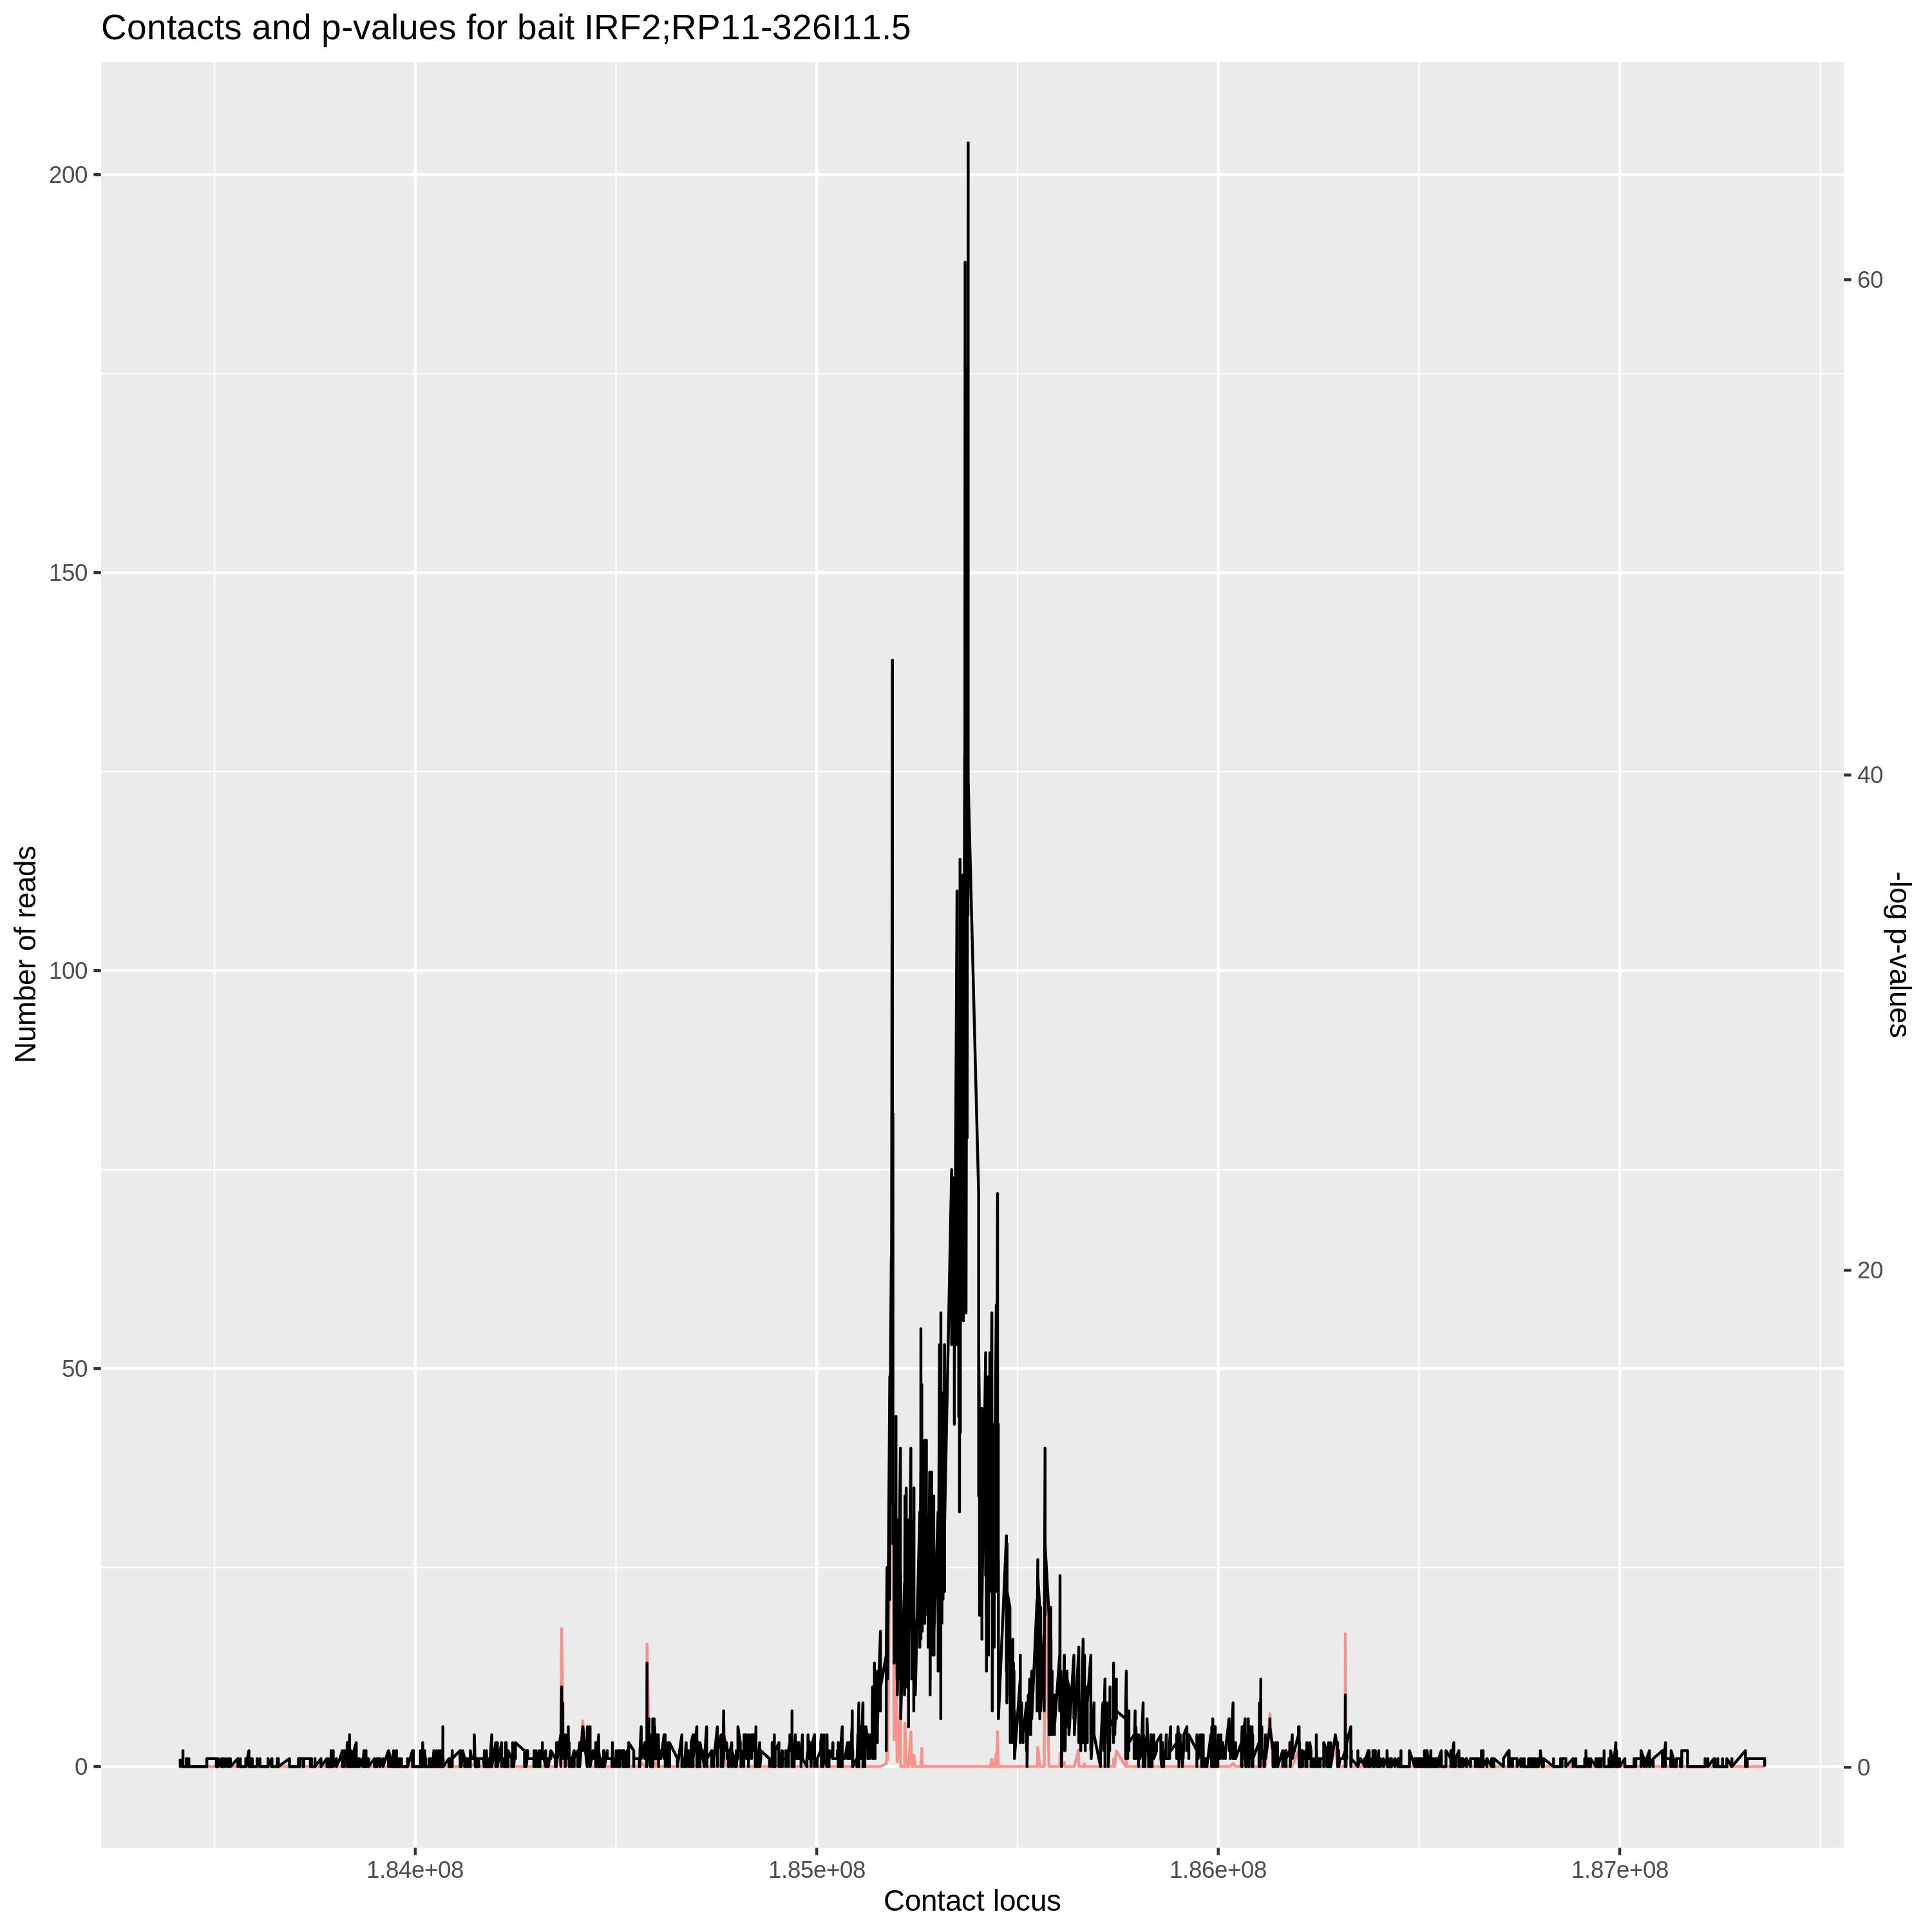 Contacts and p-values for bait IRF2;RP11-326I11.5
200
150
100
50
0
Number of reads
60
40
20
0
-log p-values
1.84e+08
1.85e+08
1.86e+08
1.87e+08
Contact locus